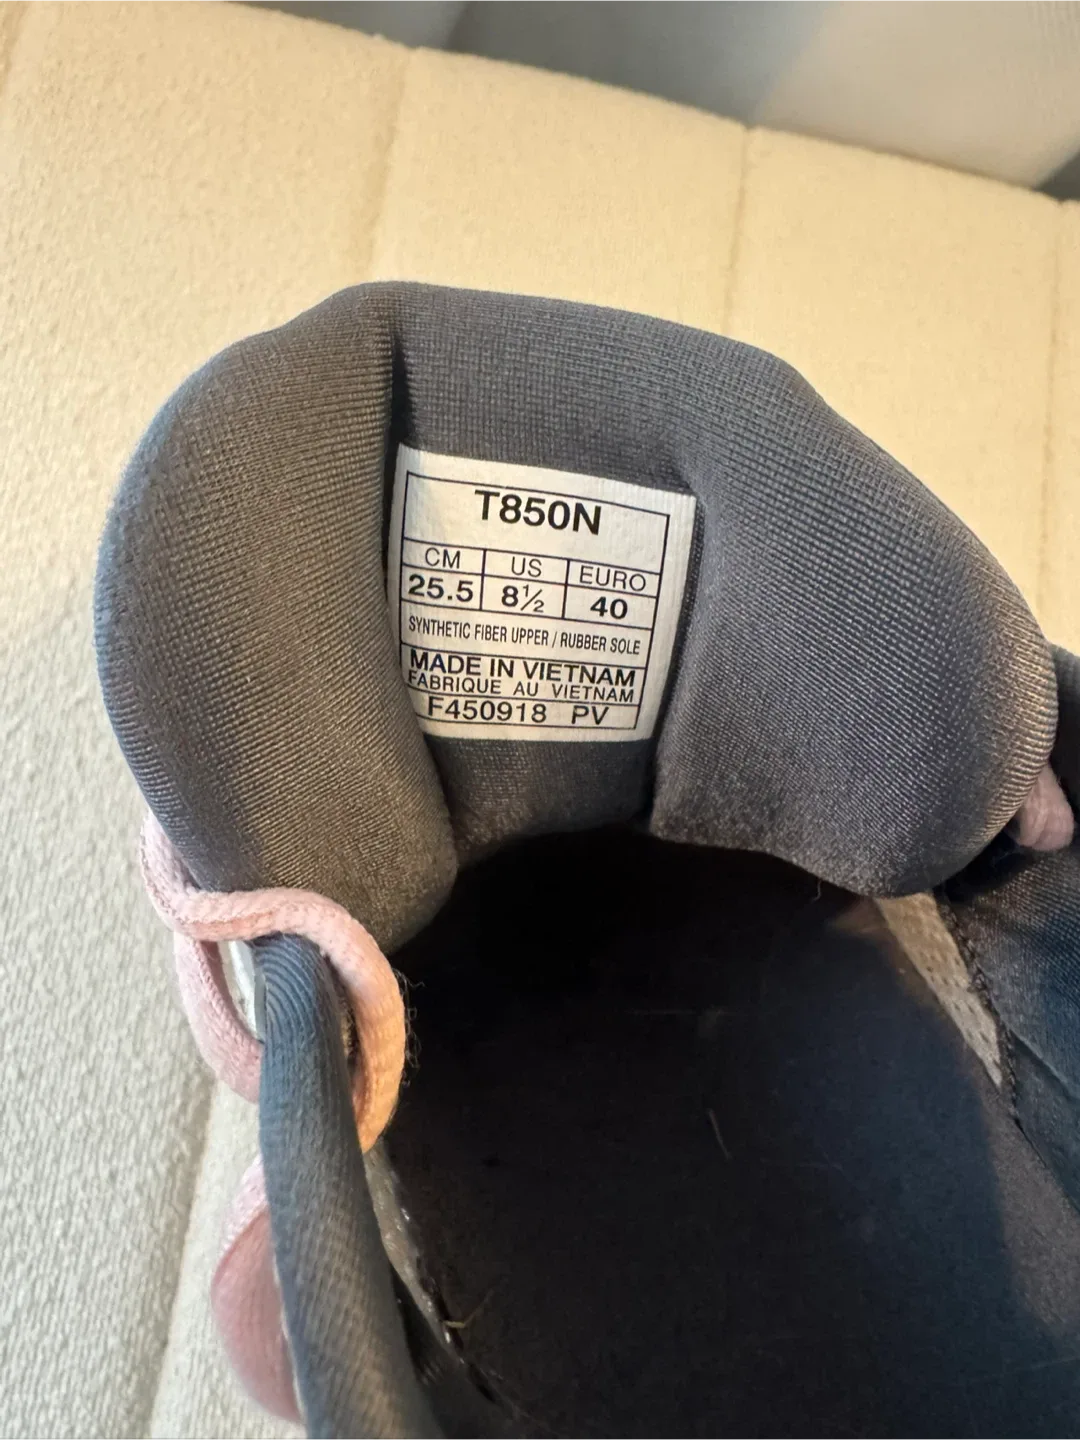 T850N
CM US EURO
25.5 8½ 40
SYNTHETIC FIBER UPPER / RUBBER SOLE
MADE IN VIETNAM
FABRIQUE AU VIETNAM
F450918 PV